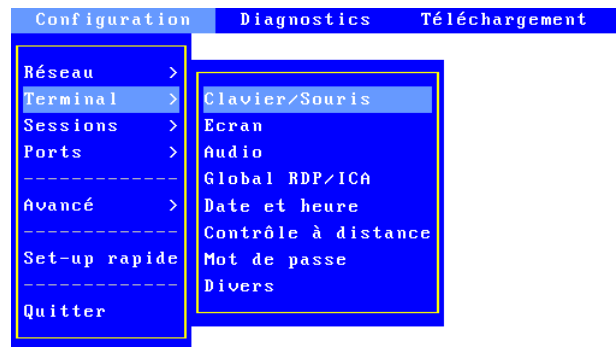 Configuration Diagnostics Téléchargement
Réseau >
Terminal >
Sessions >
Ports >
-------------
Avancé >
-------------
Set-up rapide
-------------
Quitter
Clavier/Souris
Ecran
Audio
Global RDP/ICA
Date et heure
Contrôle à distance
Mot de passe
Divers